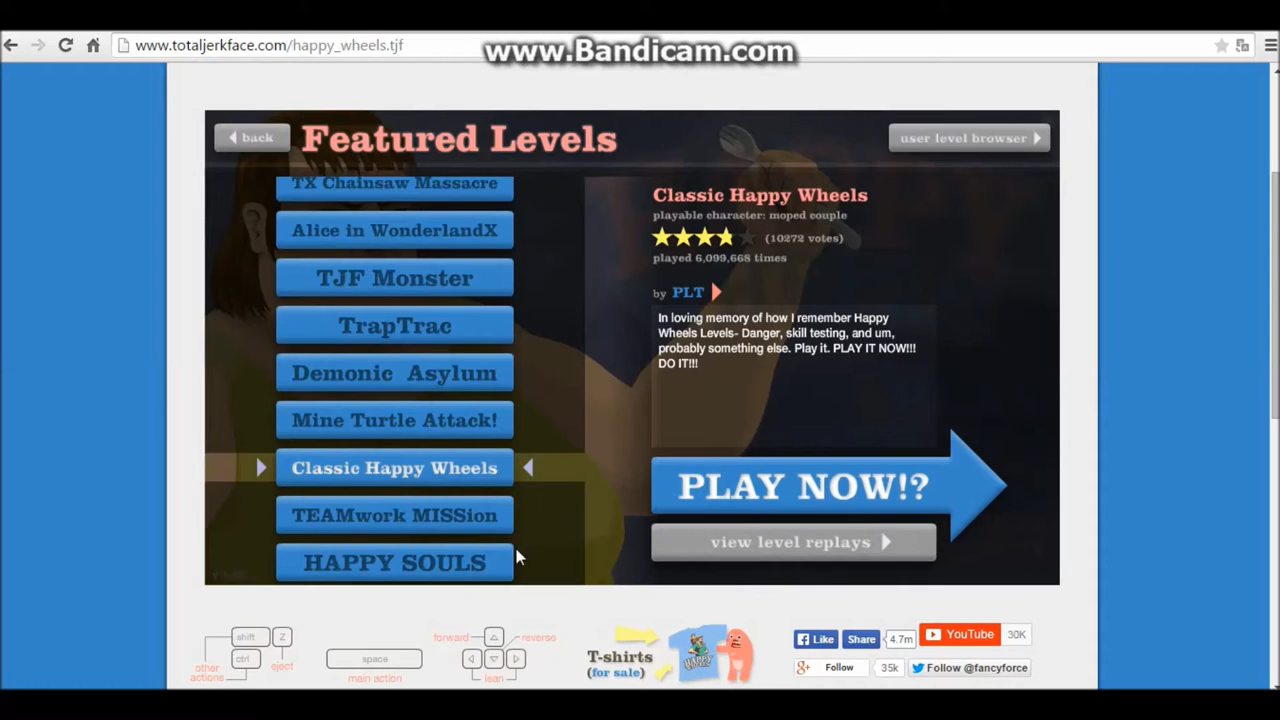 www.totaljerkface.com/happy_wheels.tjf
www.Bandicam.com
back
Featured Levels
user level browser
TX Chainsaw Massacre
Alice in WonderlandX
TJF Monster
TrapTrac
Demonic Asylum
Mine Turtle Attack!
Classic Happy Wheels
TEAMwork MISSion
HAPPY SOULS
Classic Happy Wheels
playable character: moped couple
(10272 votes)
played 6,099,668 times
by PLT
In loving memory of how I remember Happy
Wheels Levels- Danger, skill testing, and um,
probably something else. Play it. PLAY IT NOW!!!
DO IT!!!
PLAY NOW!?
view level replays
shift Z
ctrl eject
other
actions
space
main action
forward reverse
lean
T-shirts
(for sale)
Like Share 4.7m
YouTube 30K
Follow 35k
Follow @fancyforce